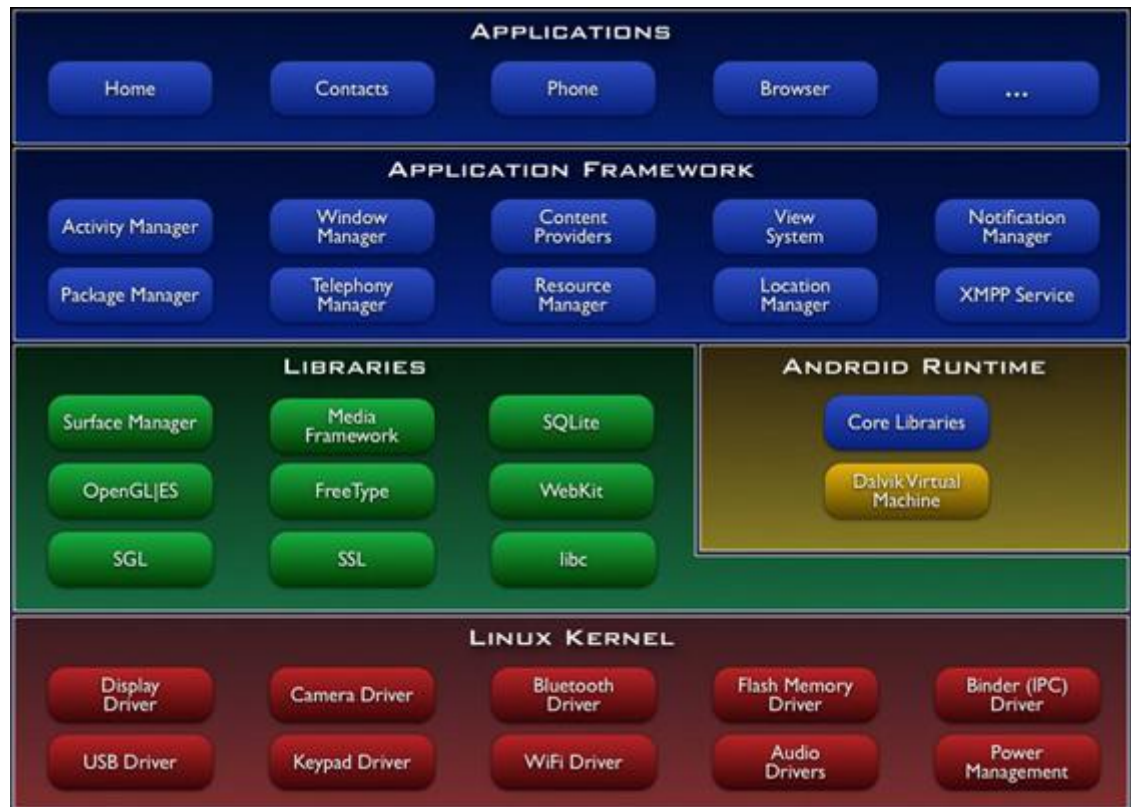 APPLICATIONS
Home
Contacts
Phone
Browser
...
APPLICATION FRAMEWORK
Activity Manager
Window
Manager
Content
Providers
View
System
Notification
Manager
Package Manager
Telephony
Manager
Resource
Manager
Location
Manager
XMPP Service
LIBRARIES
Surface Manager
Media
Framework
SQLite
OpenGL|ES
FreeType
WebKit
SGL
SSL
libc
ANDROID RUNTIME
Core Libraries
Dalvik Virtual
Machine
LINUX KERNEL
Display
Driver
Camera Driver
Bluetooth
Driver
Flash Memory
Driver
Binder (IPC)
Driver
USB Driver
Keypad Driver
WiFi Driver
Audio
Drivers
Power
Management